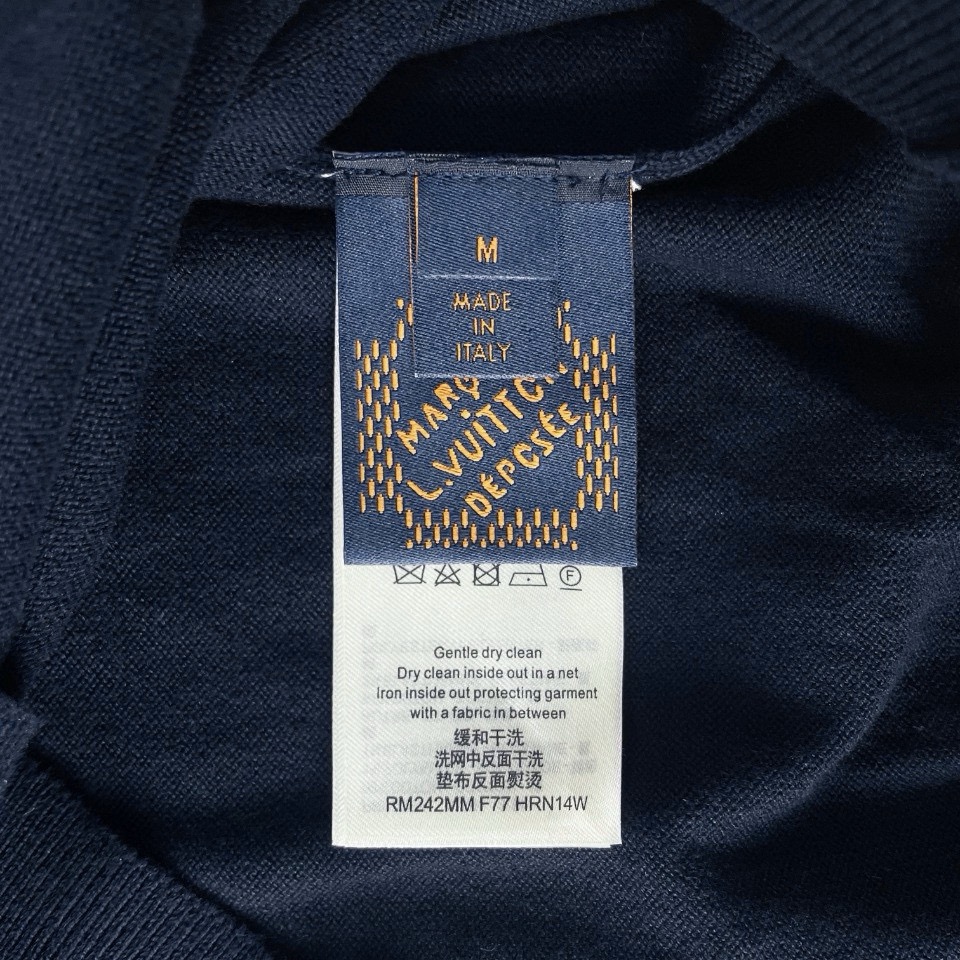 M
MADE
IN
ITALY
MARQ
L.VUITTON
DÉPOSÉE
F
Gentle dry clean
Dry clean inside out in a net
Iron inside out protecting garment
with a fabric in between
缓和干洗
洗网中反面干洗
垫布反面熨烫
RM242MM F77 HRN14W